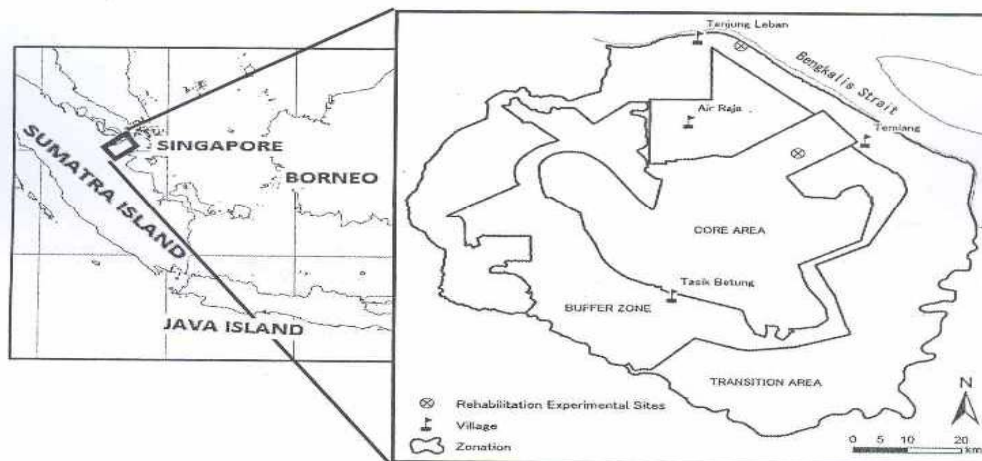 SUMATRA ISLAND
SINGAPORE
BORNEO
JAVA ISLAND
Tanjung Leban
Bengkalis Strait
Air Raja
Temiang
CORE AREA
Tasik Betung
BUFFER ZONE
TRANSITION AREA
Rehabilitation Experimental Sites
Village
Zonation
N
0 5 10 20
km